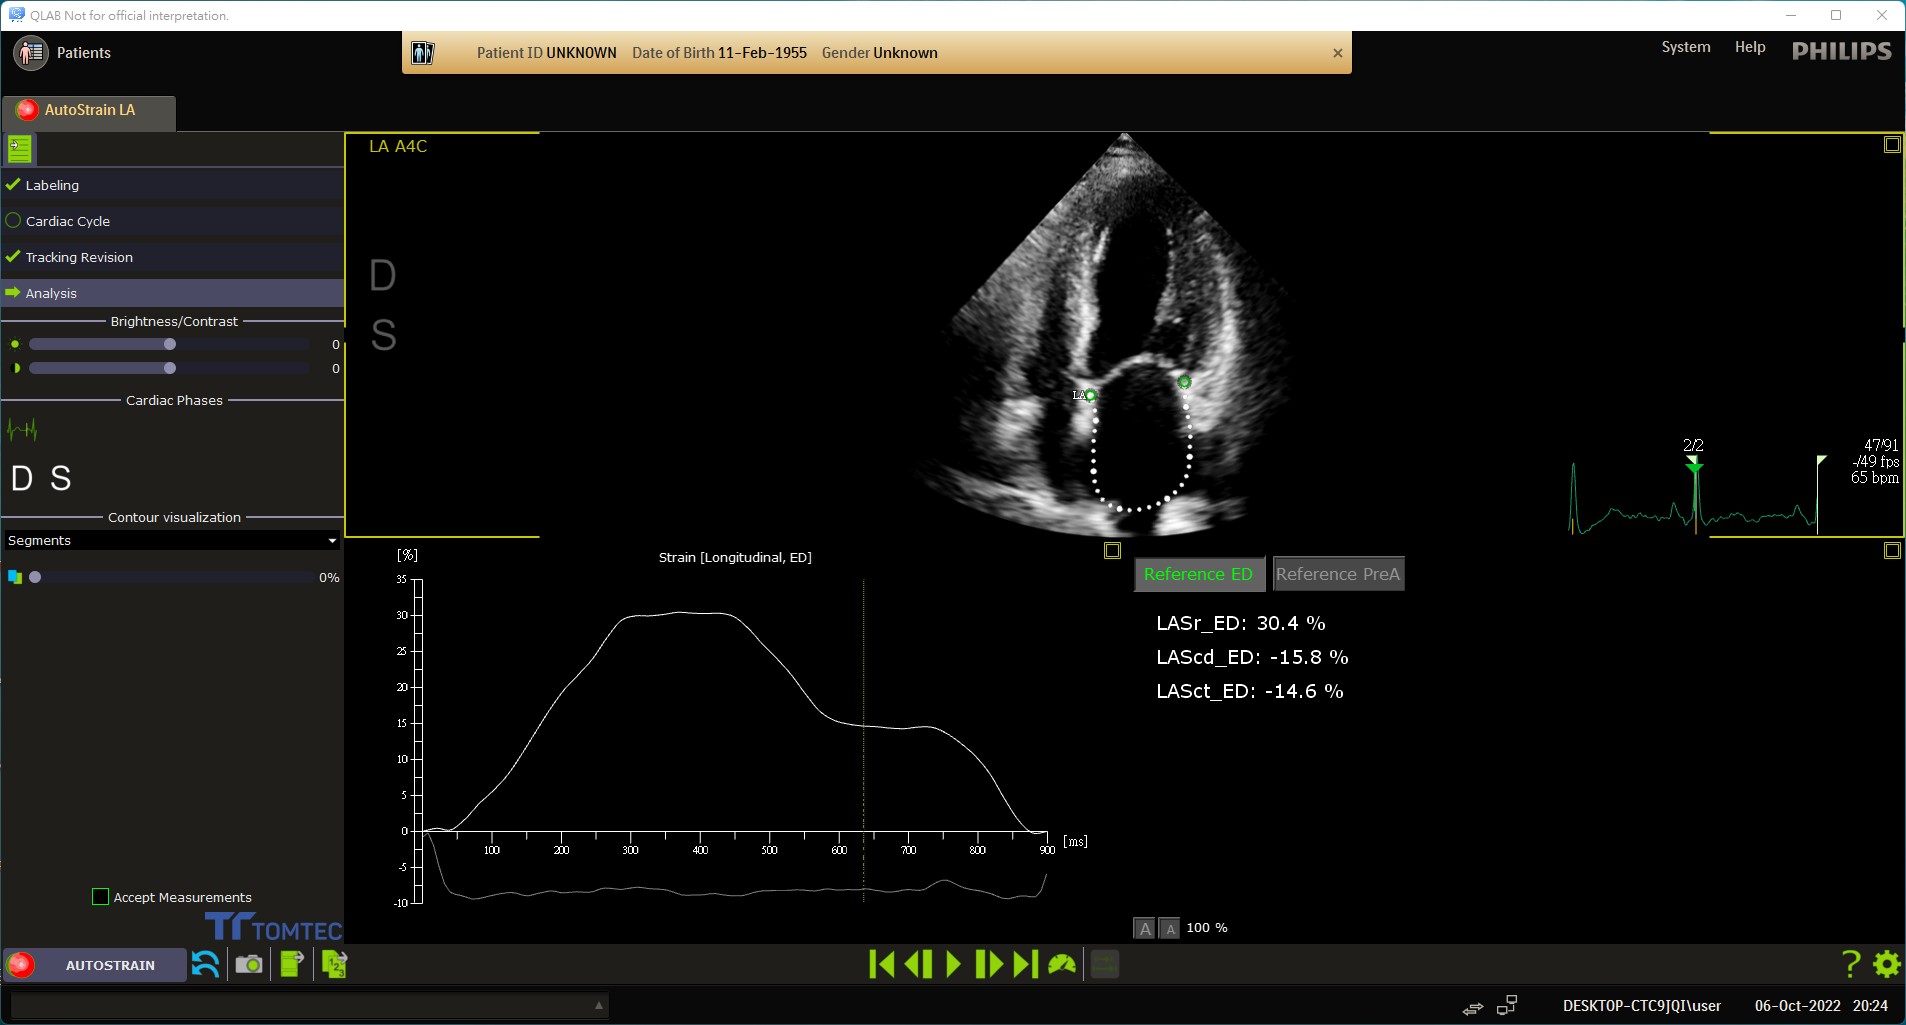 QLAB Not for official interpretation.
Patients
Patient ID UNKNOWN Date of Birth 11-Feb-1955 Gender Unknown
System Help PHILIPS
AutoStrain LA
Labeling
Cardiac Cycle
Tracking Revision
Analysis
Brightness/Contrast
0
0
Cardiac Phases
D S
Contour visualization
Segments
0%
Accept Measurements
TOMTEC
LA A4C
D
S
LA
2/2
47/91
-/49 fps
65 bpm
[%]
Strain [Longitudinal, ED]
35
30
25
20
15
10
5
0
-5
-10
100 200 300 400 500 600 700 800 900 [ms]
Reference ED Reference PreA
LASr_ED: 30.4 %
LAScd_ED: -15.8 %
LASct_ED: -14.6 %
A A 100 %
AUTOSTRAIN
1 2 3
?
DESKTOP-CTC9JQI\user 06-Oct-2022 20:24